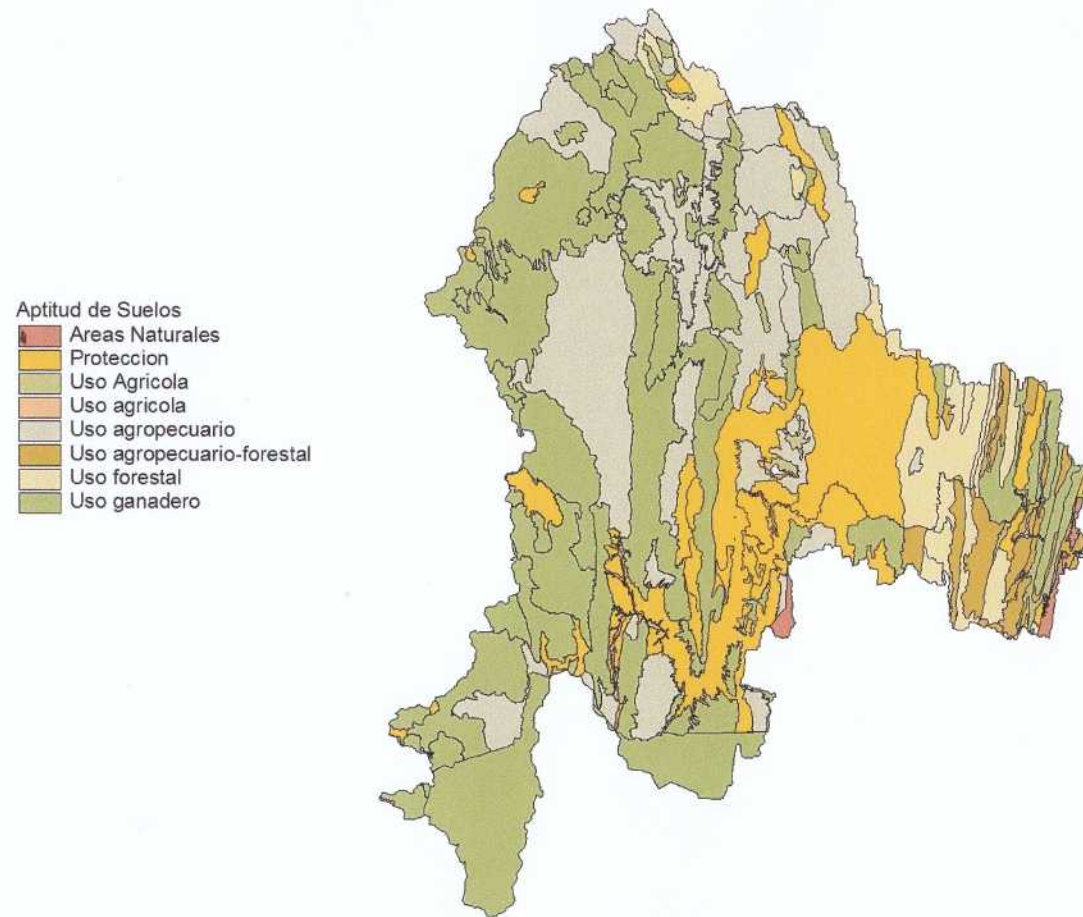 Aptitud de Suelos
Areas Naturales
Proteccion
Uso Agricola
Uso agricola
Uso agropecuario
Uso agropecuario-forestal
Uso forestal
Uso ganadero